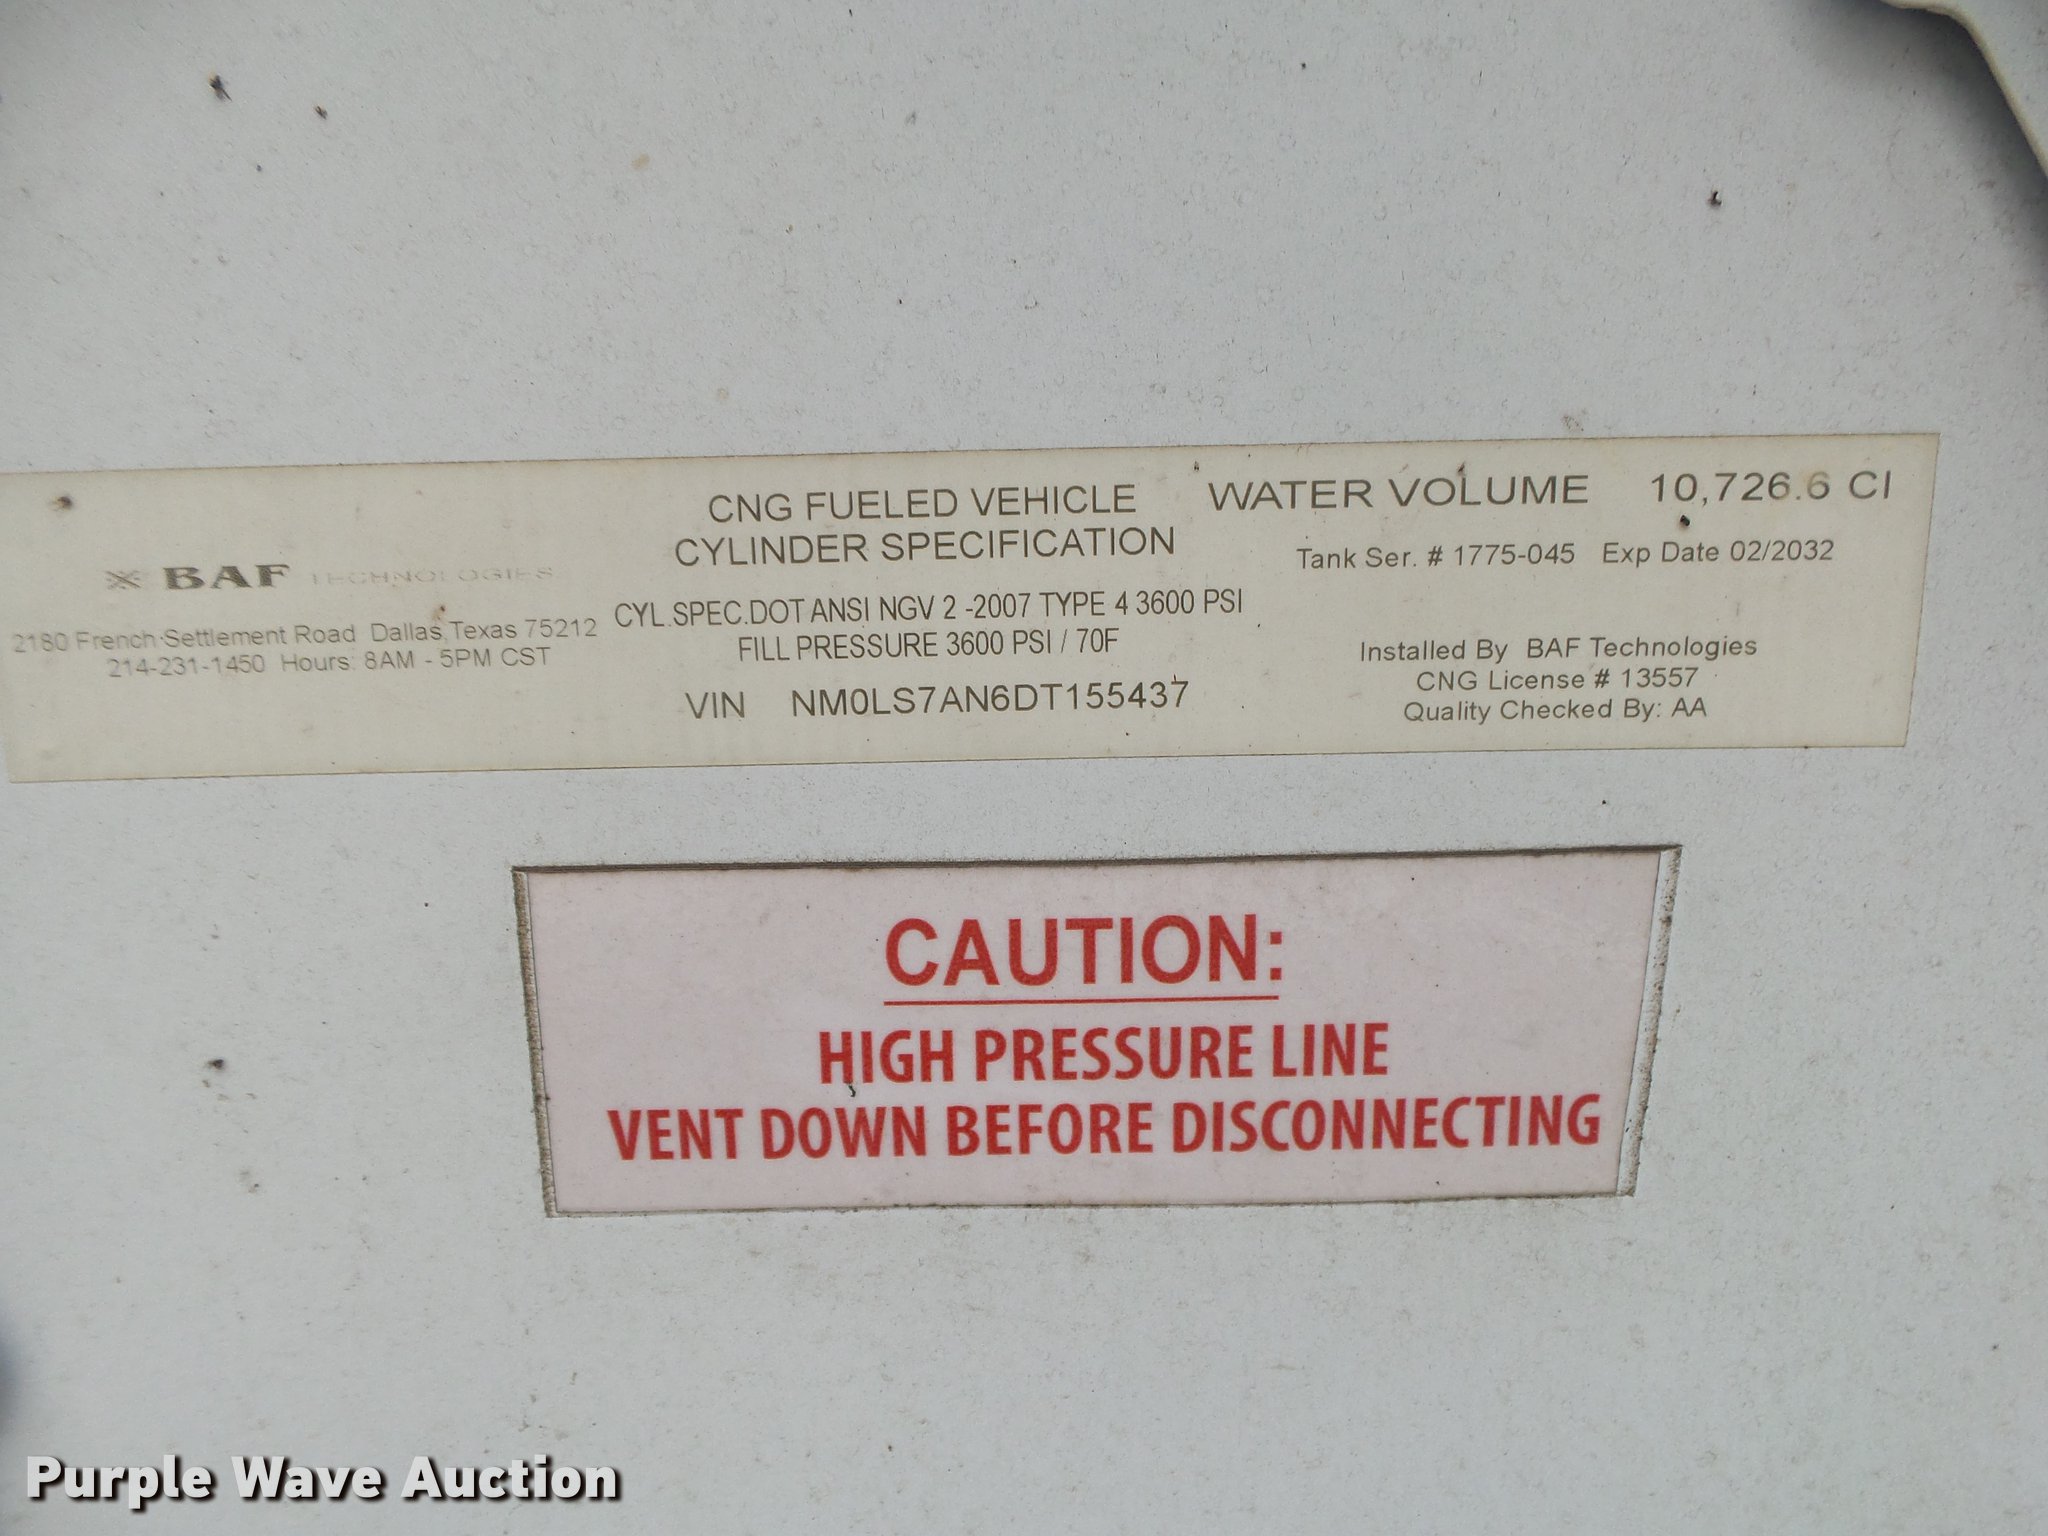 BAF TECHNOLOGIES
2180 French Settlement Road Dallas, Texas 75212
214-231-1450 Hours: 8AM - 5PM CST
CNG FUELED VEHICLE
CYLINDER SPECIFICATION
CYL.SPEC.DOT ANSI NGV 2 -2007 TYPE 4 3600 PSI
FILL PRESSURE 3600 PSI / 70F
VIN NM0LS7AN6DT155437
WATER VOLUME 10,726.6 CI
Tank Ser. # 1775-045 Exp Date 02/2032
Installed By BAF Technologies
CNG License # 13557
Quality Checked By: AA
CAUTION:
HIGH PRESSURE LINE
VENT DOWN BEFORE DISCONNECTING
Purple Wave Auction